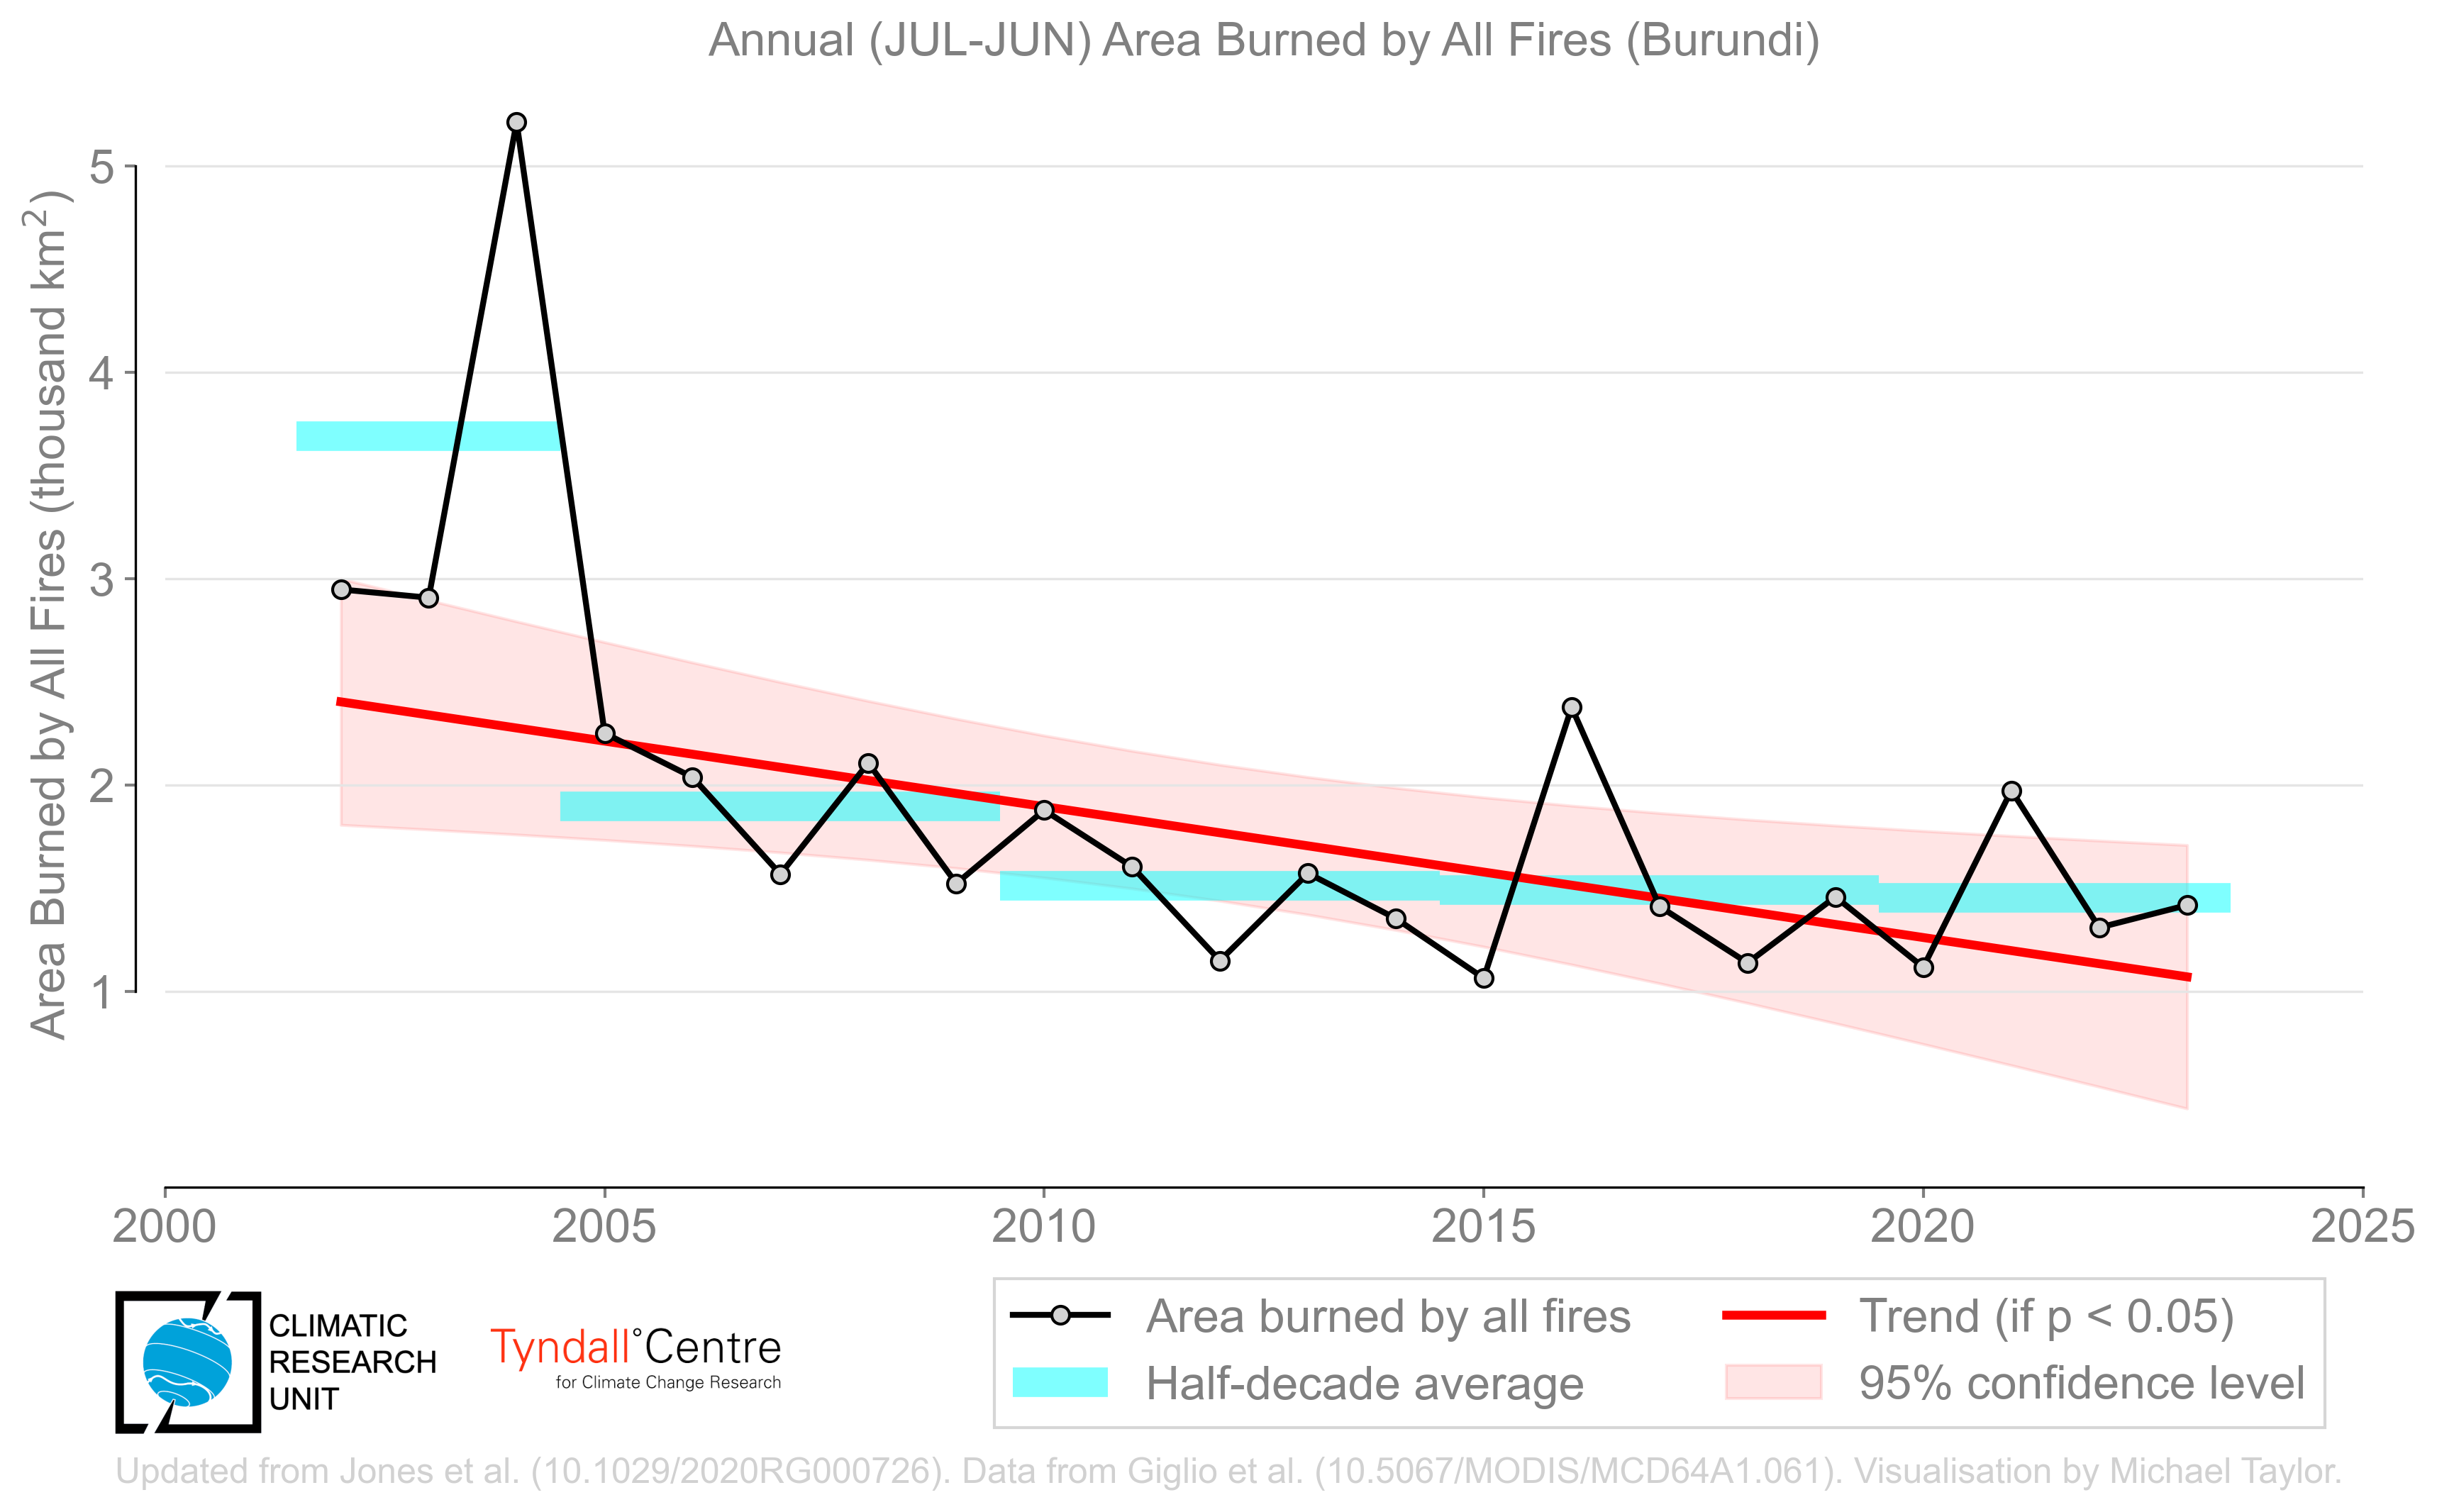 Annual (JUL-JUN) Area Burned by All Fires (Burundi)
Area Burned by All Fires (thousand km²)
5
4
3
2
1
2000 2005 2010 2015 2020 2025
CLIMATIC
RESEARCH
UNIT
Tyndall°Centre
for Climate Change Research
Area burned by all fires
Half-decade average
Trend (if p < 0.05)
95% confidence level
Updated from Jones et al. (10.1029/2020RG000726). Data from Giglio et al. (10.5067/MODIS/MCD64A1.061). Visualisation by Michael Taylor.